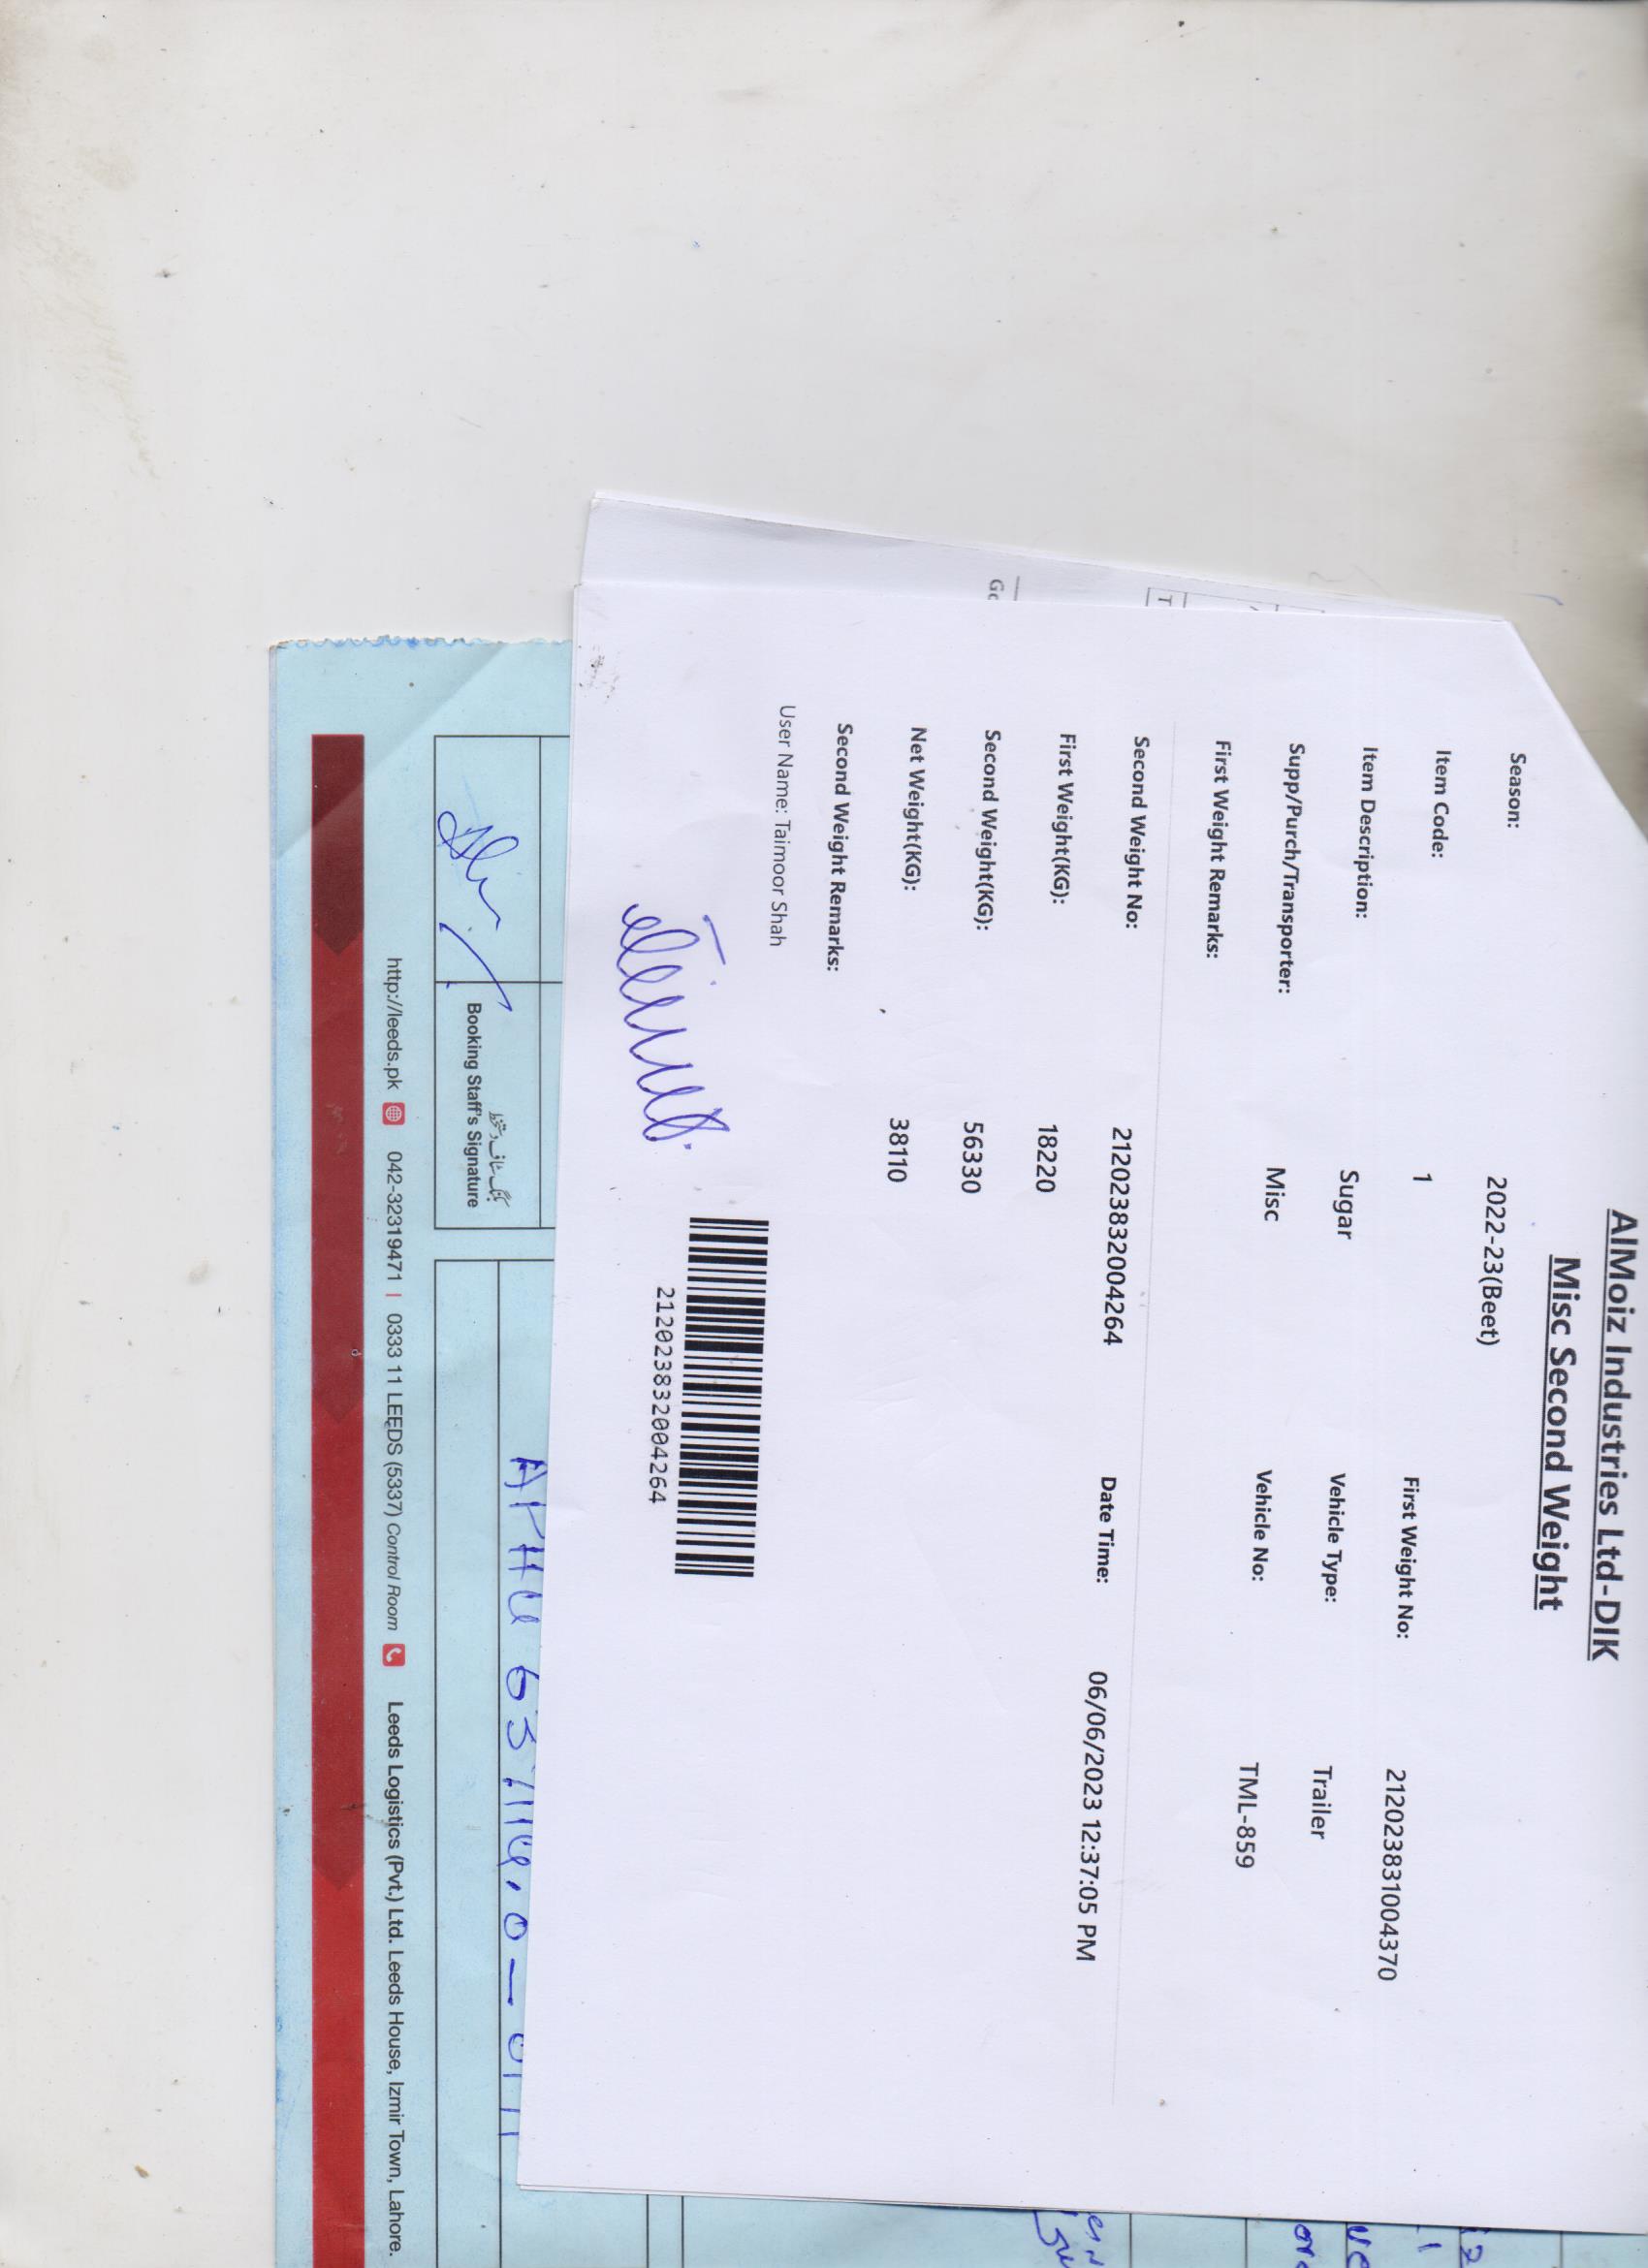 AlMoiz Industries Ltd-DIK
Misc Second Weight
Season: 2022-23(Beet)
Item Code: 1 First Weight No: 212023831004370
Item Description: Sugar Vehicle Type: Trailer
Supp/Purch/Transporter: Misc Vehicle No: TML-859
First Weight Remarks:
Second Weight No: 212023832004264 Date Time: 06/06/2023 12:37:05 PM
First Weight(KG): 18220
Second Weight(KG): 56330
Net Weight(KG): 38110
Second Weight Remarks:
User Name: Taimoor Shah
212023832004264
بکنگ سٹاف دستخط
Booking Staff's Signature
http://leeds.pk 042-32319471 | 0333 11 LEEDS (5337) Control Room Leeds Logistics (Pvt.) Ltd. Leeds House, Izmir Town, Lahore.